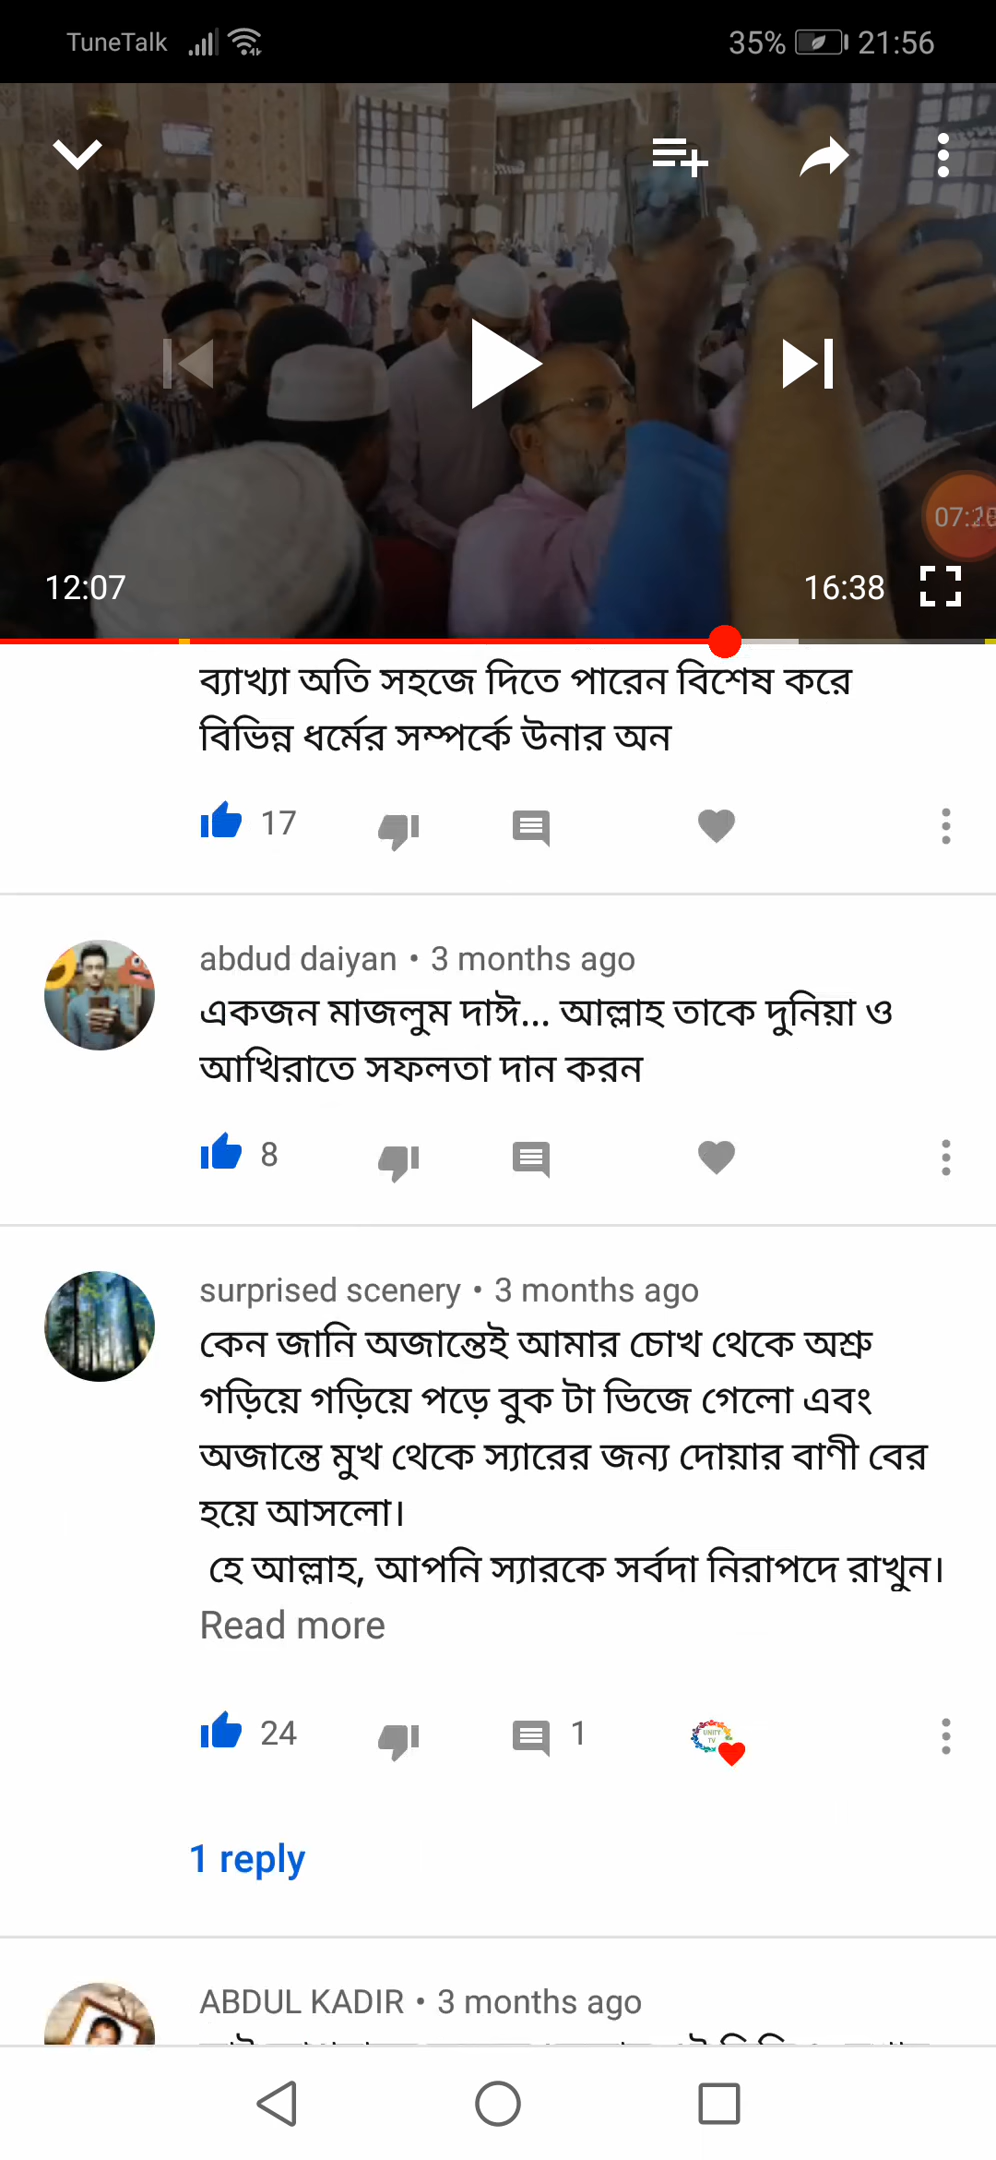 TuneTalk 35% 21:56
07:2
12:07 16:38
ব্যাখ্যা অতি সহজে দিতে পারেন বিশেষ করে
বিভিন্ন ধর্মের সম্পর্কে উনার অন
17
abdud daiyan • 3 months ago
একজন মাজলুম দাঈ... আল্লাহ তাকে দুনিয়া ও
আখিরাতে সফলতা দান করন
8
surprised scenery • 3 months ago
কেন জানি অজান্তেই আমার চোখ থেকে অশ্রু
গড়িয়ে গড়িয়ে পড়ে বুক টা ভিজে গেলো এবং
অজান্তে মুখ থেকে স্যারের জন্য দোয়ার বাণী বের
হয়ে আসলো।
হে আল্লাহ, আপনি স্যারকে সর্বদা নিরাপদে রাখুন।
Read more
24 1 UNITY
TV
1 reply
ABDUL KADIR • 3 months ago